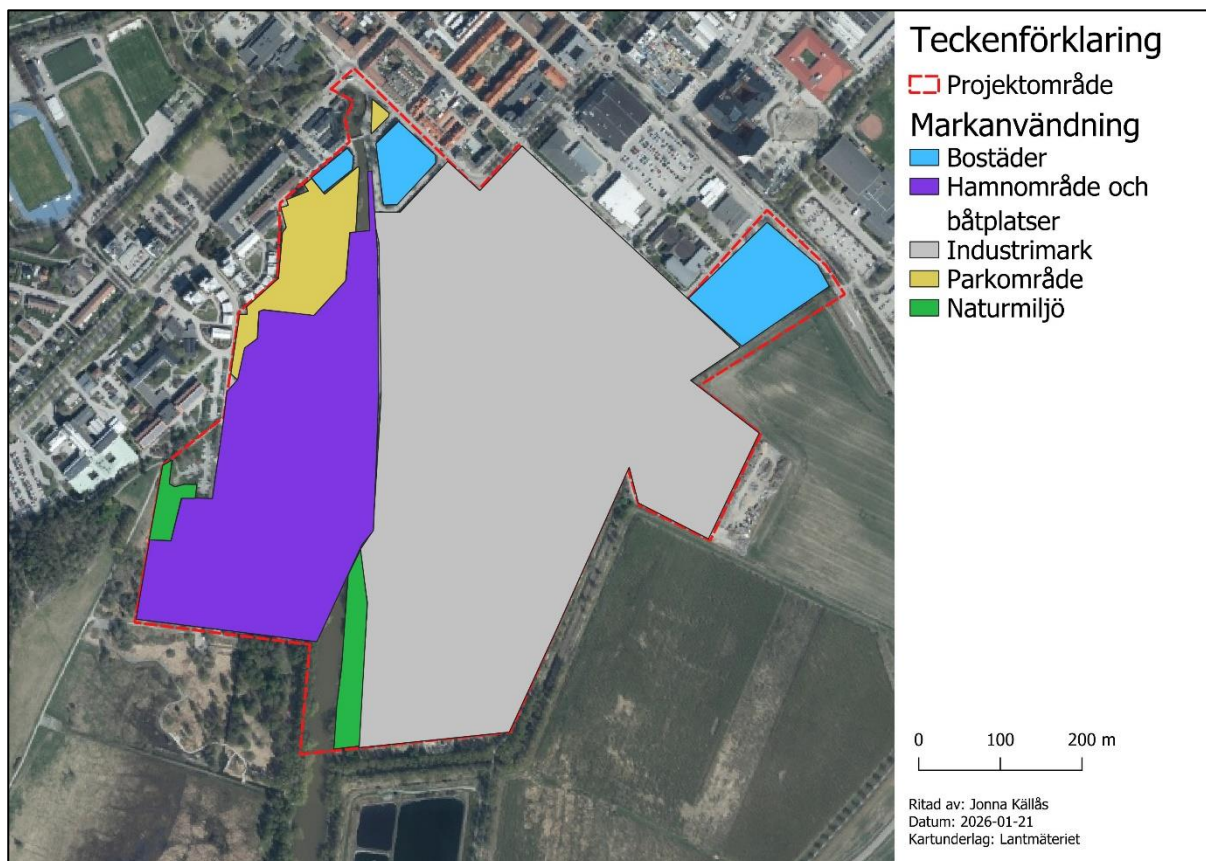 Teckenförklaring
Projektområde
Markanvändning
Bostäder
Hamnområde och
båtplatser
Industrimark
Parkområde
Naturmiljö
0 100 200 m
Ritad av: Jonna Källås
Datum: 2026-01-21
Kartunderlag: Lantmäteriet